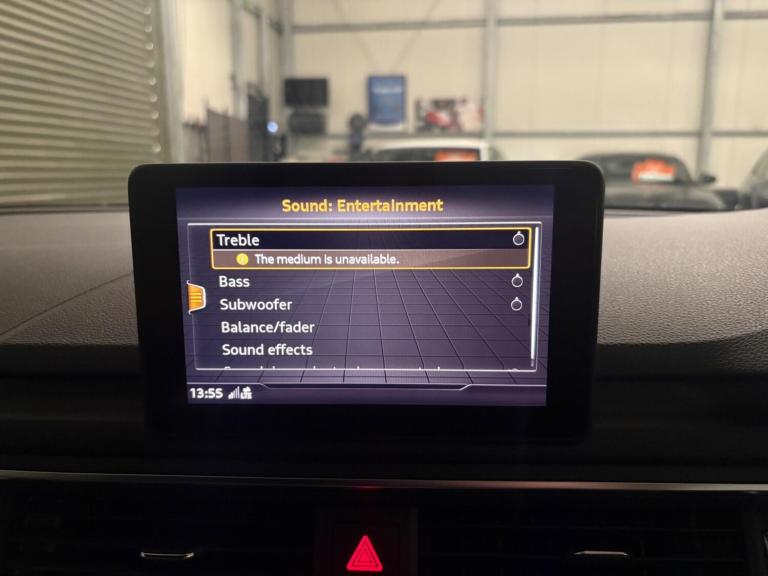 Sound: Entertainment
Treble
The medium is unavailable.
Bass
Subwoofer
Balance/fader
Sound effects
13:55